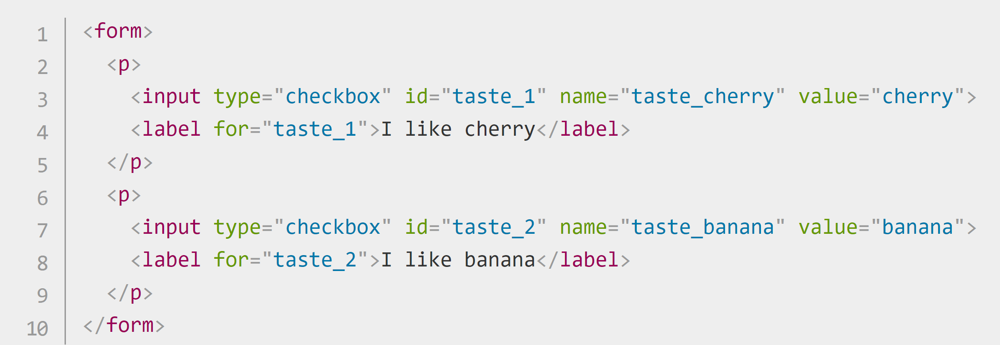 1 <form>
2   <p>
3     <input type="checkbox" id="taste_1" name="taste_cherry" value="cherry">
4     <label for="taste_1">I like cherry</label>
5   </p>
6   <p>
7     <input type="checkbox" id="taste_2" name="taste_banana" value="banana">
8     <label for="taste_2">I like banana</label>
9   </p>
10 </form>